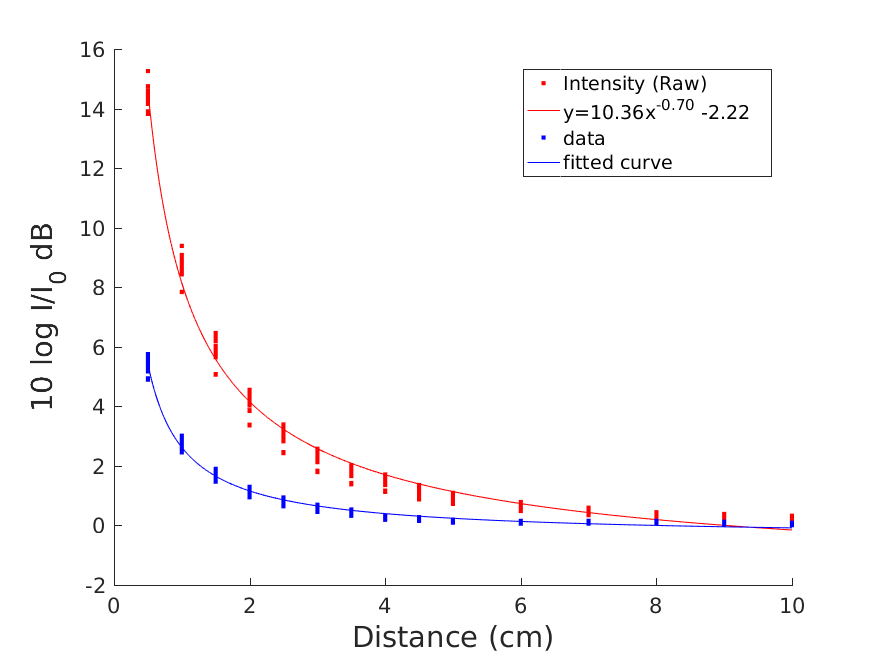 16
14
12
10
8
6
4
2
0
-2
0 2 4 6 8 10
10 log I/I0 dB
Distance (cm)
Intensity (Raw)
y=10.36x-0.70 -2.22
data
fitted curve